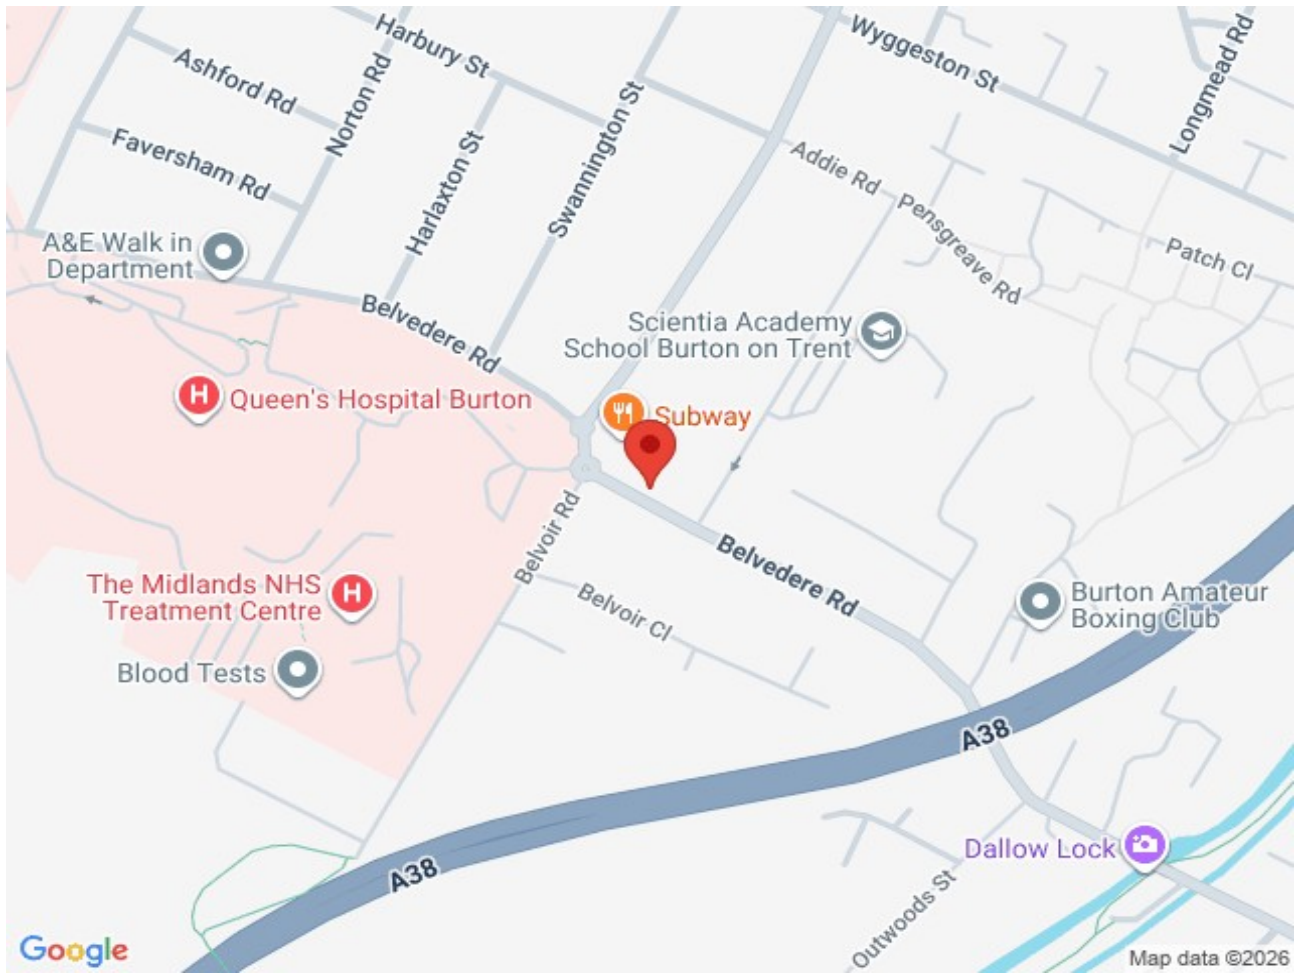 Harbury St
Wyggeston St
Longmead Rd
Ashford Rd
Norton Rd
Faversham Rd
Harlaxton St
Swannington St
Addie Rd
Pensgreave Rd
Patch Cl
A&E Walk in
Department
Belvedere Rd
Scientia Academy
School Burton on Trent
Queen's Hospital Burton
Subway
Belvoir Rd
Belvedere Rd
The Midlands NHS
Treatment Centre
Belvoir Cl
Burton Amateur
Boxing Club
Blood Tests
A38
A38
Dallow Lock
Outwoods St
Google
Map data ©2026
H
H